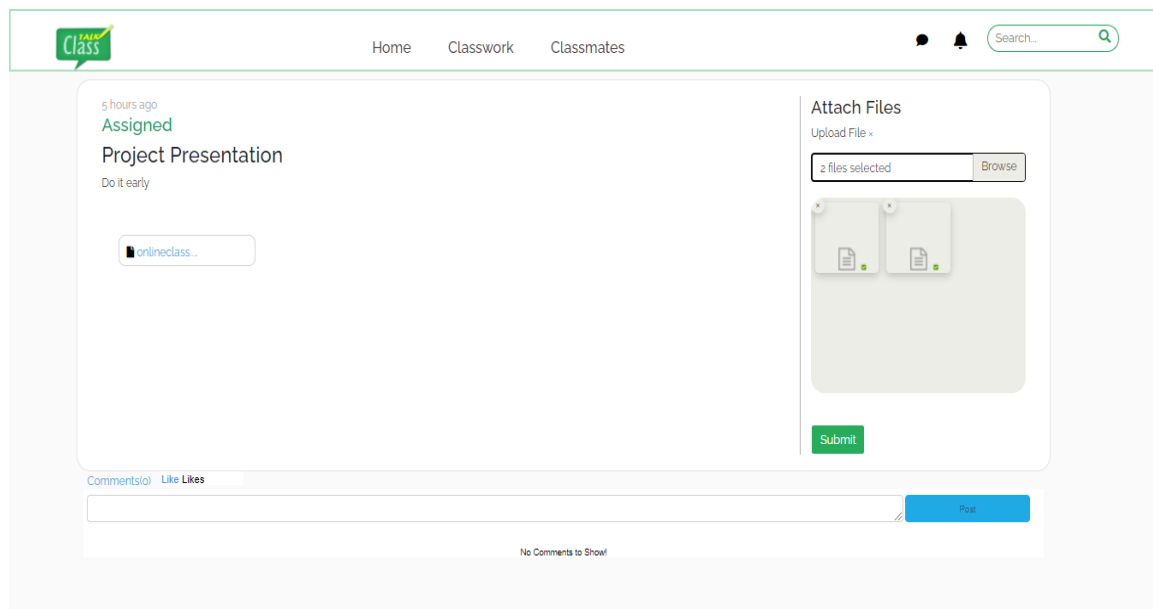 Class
TALK
Home Classwork Classmates
Search...
5 hours ago
Assigned
Project Presentation
Do it early
onlineclass...
Attach Files
Upload File ×
2 files selected Browse
×
×
Submit
Comments(0) Like Likes
Post
No Comments to Show!